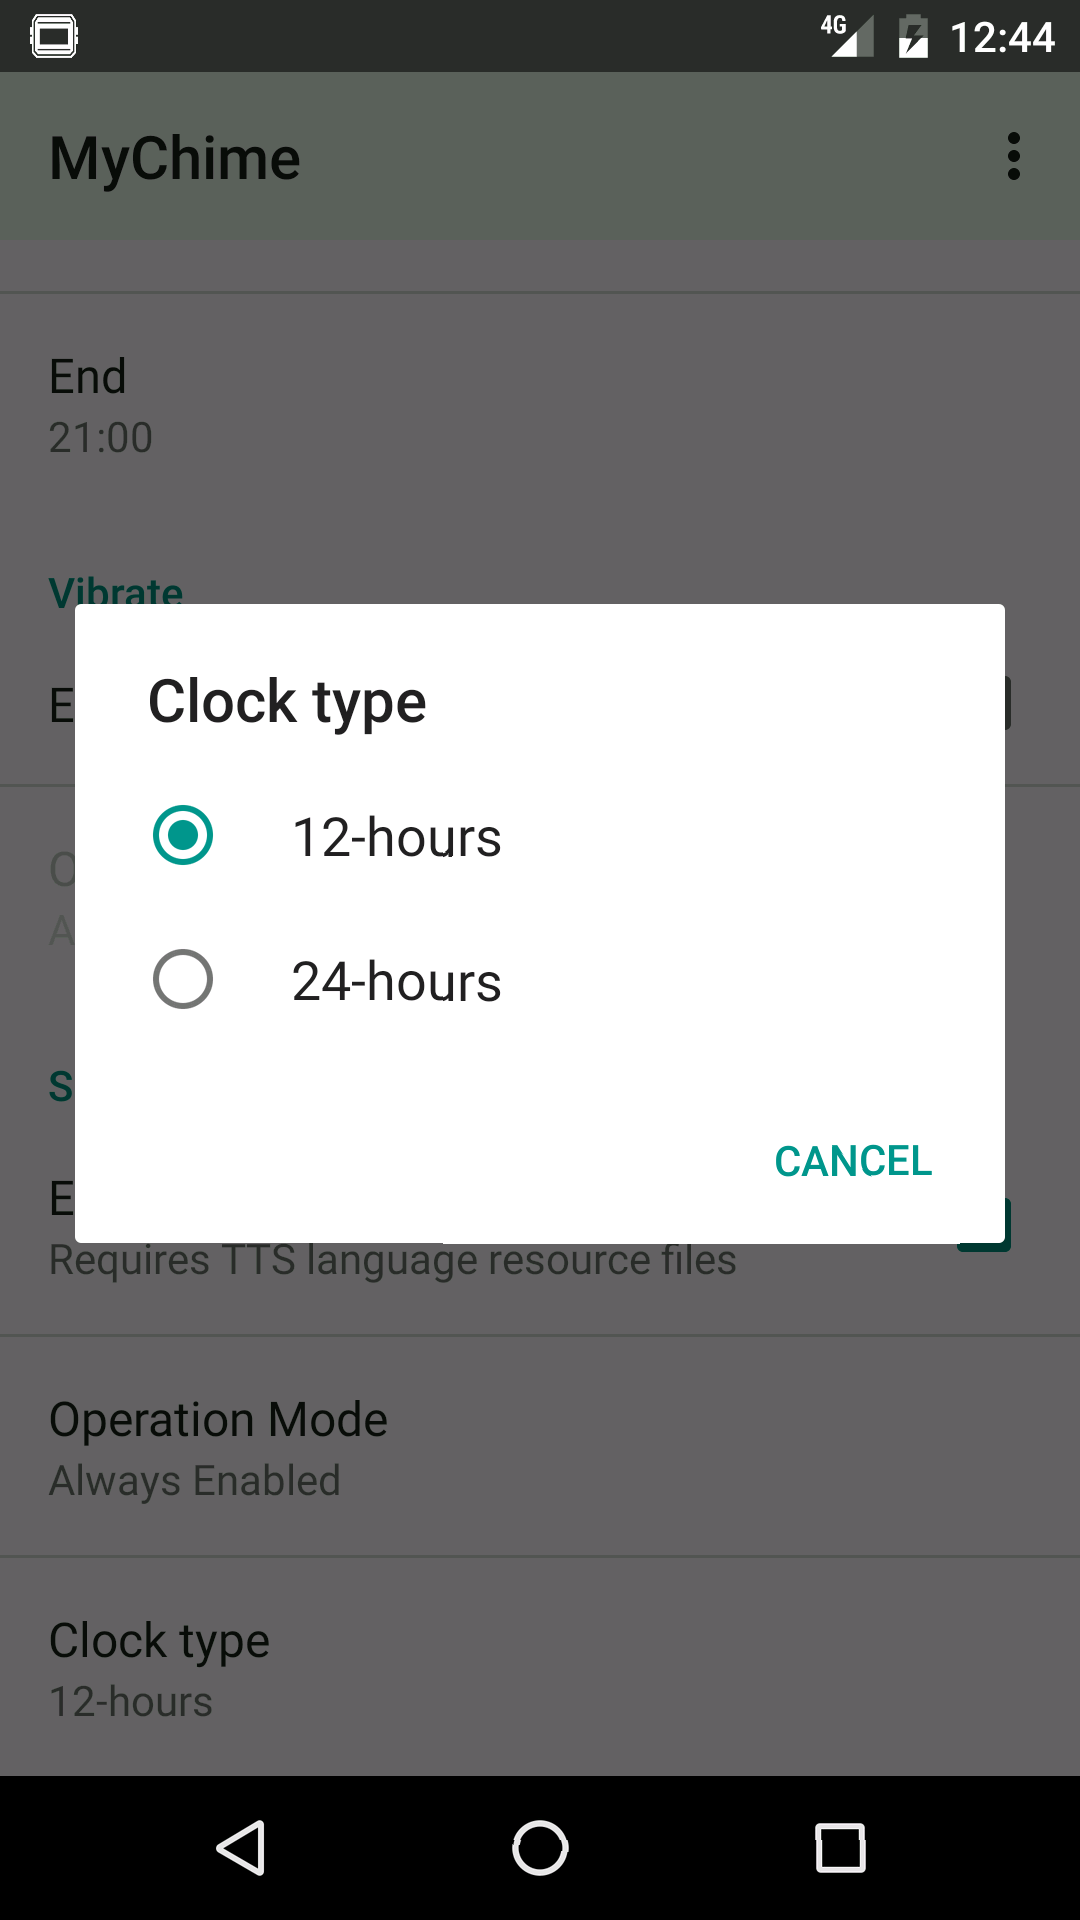 4G 12:44
MyChime
End
21:00
Vibrate
Clock type
12-hours
24-hours
CANCEL
Requires TTS language resource files
Operation Mode
Always Enabled
Clock type
12-hours